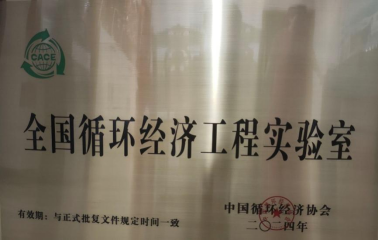 CACE
全国循环经济工程实验室
中国循环经济协会
二〇二四年
有效期：与正式批复文件规定时间一致